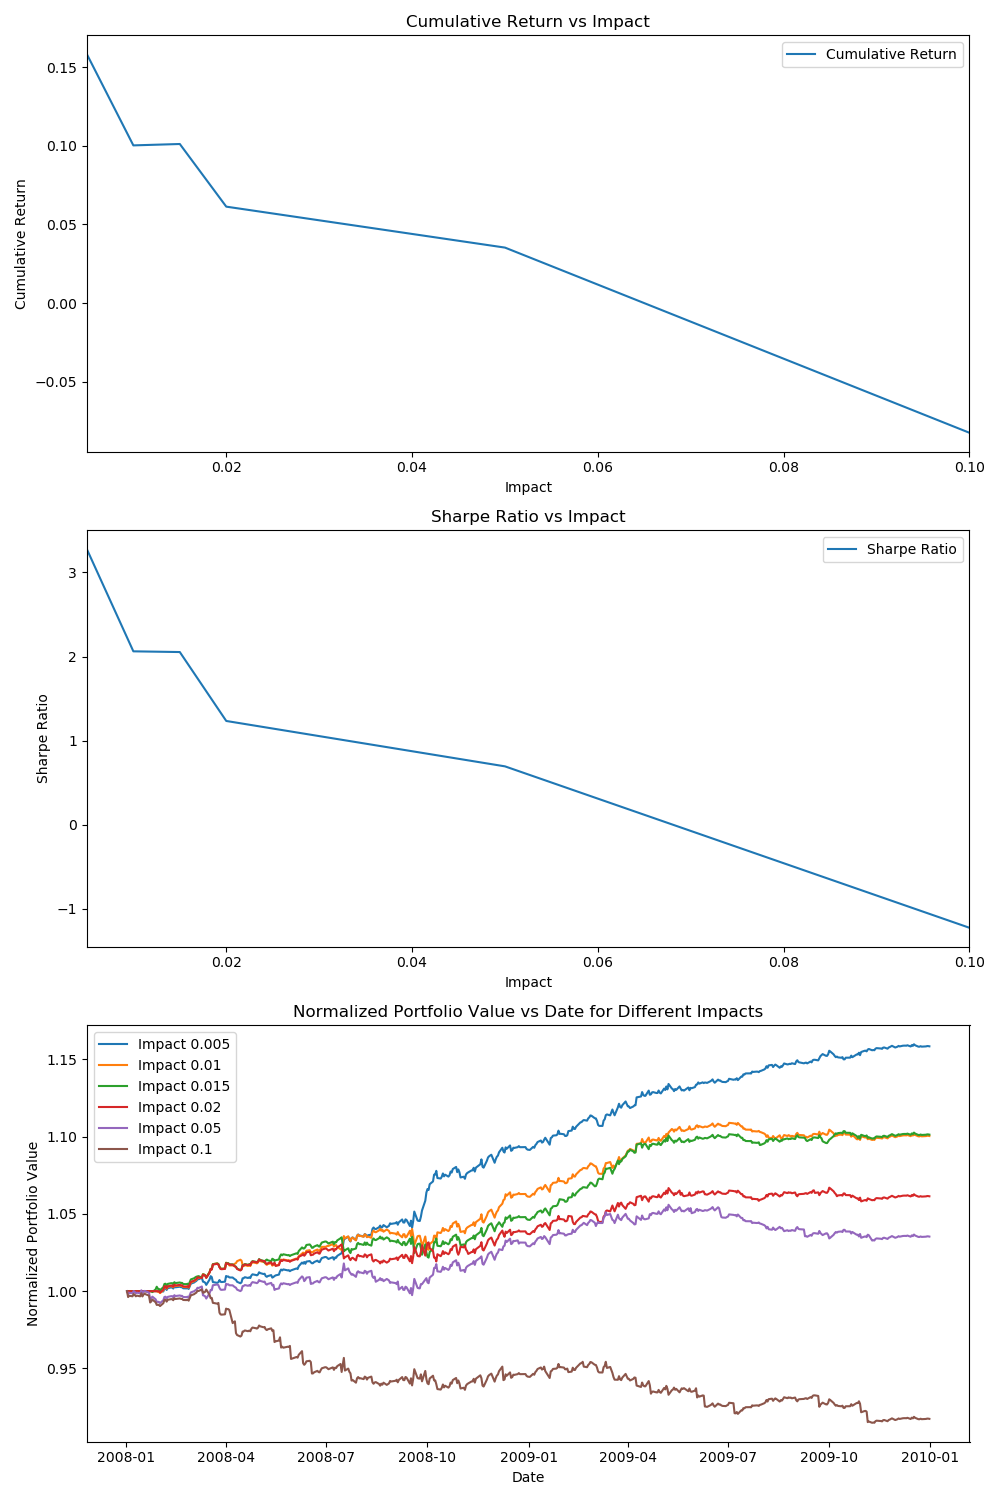 Cumulative Return vs Impact
Cumulative Return
0.15
0.10
0.05
0.00
−0.05
Cumulative Return
0.02 0.04 0.06 0.08 0.10
Impact
Sharpe Ratio vs Impact
Sharpe Ratio
3
2
1
0
−1
Sharpe Ratio
0.02 0.04 0.06 0.08 0.10
Impact
Normalized Portfolio Value vs Date for Different Impacts
Impact 0.005
Impact 0.01
Impact 0.015
Impact 0.02
Impact 0.05
Impact 0.1
1.15
1.10
1.05
1.00
0.95
Normalized Portfolio Value
2008-01 2008-04 2008-07 2008-10 2009-01 2009-04 2009-07 2009-10 2010-01
Date